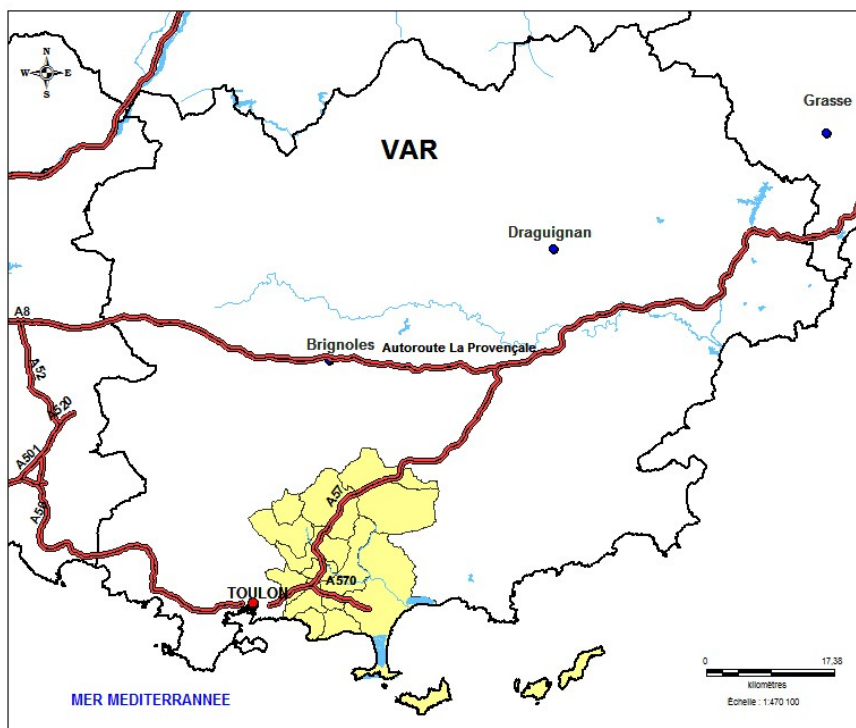 N
W E
S
Grasse
VAR
Draguignan
A8
Autoroute La Provençale
Brignoles
A52
A520
A501
A50
A57
A570
TOULON
MER MEDITERRANNEE
0 17,38
kilomètres
Échelle : 1:470 100